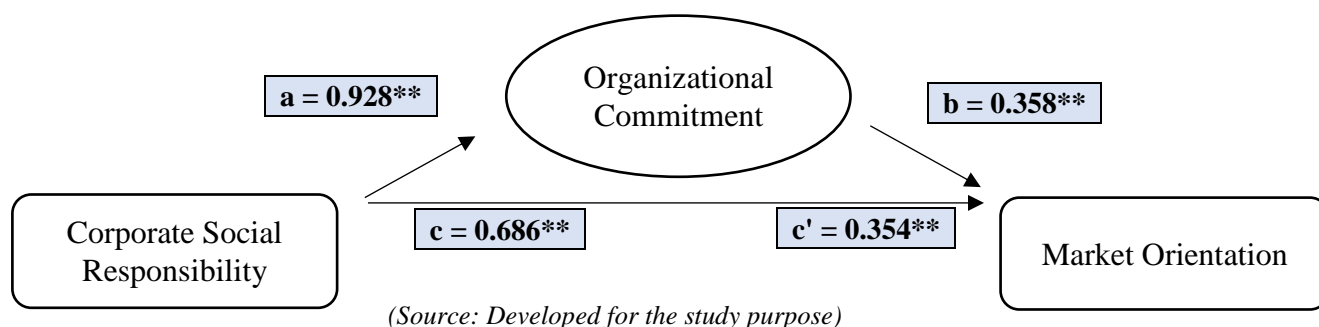 Organizational
Commitment
a = 0.928**
b = 0.358**
Corporate Social
Responsibility
c = 0.686**
c' = 0.354**
Market Orientation
(Source: Developed for the study purpose)